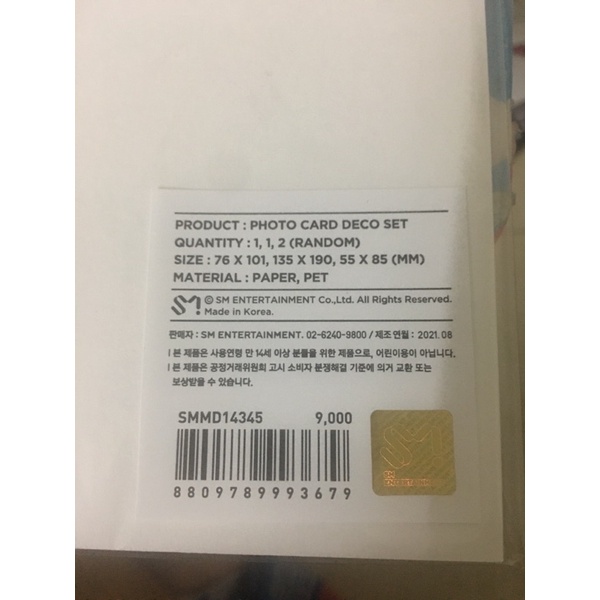 PRODUCT : PHOTO CARD DECO SET
QUANTITY : 1, 1, 2 (RANDOM)
SIZE : 76 X 101, 135 X 190, 55 X 85 (MM)
MATERIAL : PAPER, PET
SM! © SM ENTERTAINMENT Co.,Ltd. All Rights Reserved.
Made in Korea.
판매자 : SM ENTERTAINMENT. 02-6240-9800 / 제조 연월 : 2021. 08
I 본 제품은 사용연령 만 14세 이상 분들을 위한 제품으로, 어린이용이 아닙니다.
I 본 제품은 공정거래위원회 고시 소비자 분쟁해결 기준에 의거 교환 또는
보상받을 수 있습니다.
SMMD14345 9,000
8809789993679
SM!
SM
ENTERTAINMENT